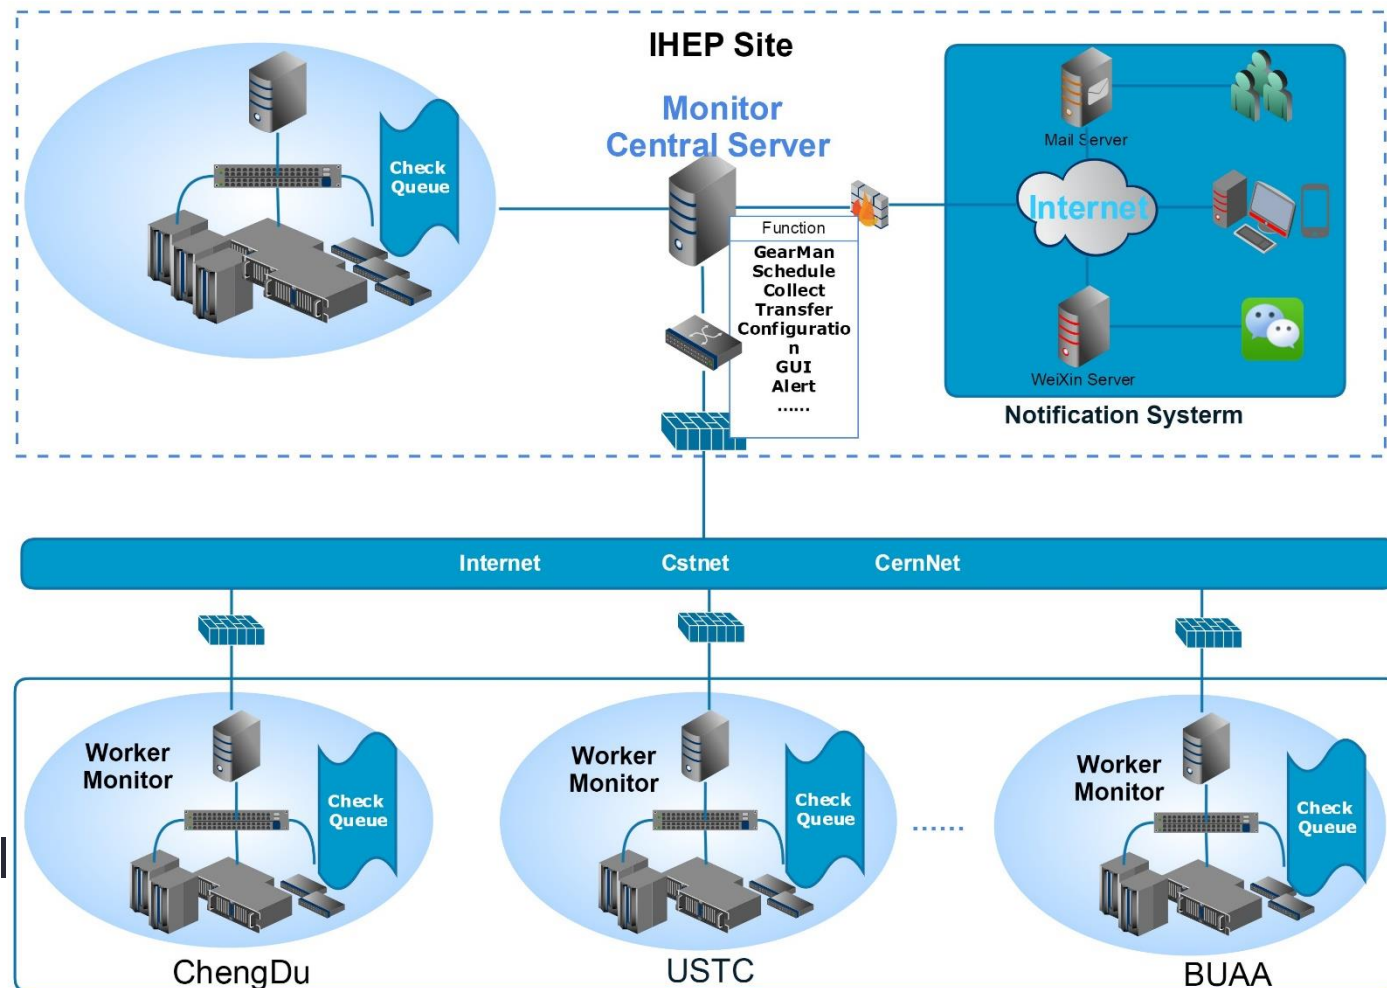 IHEP Site
Monitor
Central Server
Check
Queue
Function
GearMan
Schedule
Collect
Transfer
Configuratio
n
GUI
Alert
......
Mail Server
Internet
WeiXin Server
Notification Systerm
Internet Cstnet CernNet
Worker
Monitor
Check
Queue
ChengDu
Worker
Monitor
Check
Queue
USTC
......
Worker
Monitor
Check
Queue
BUAA